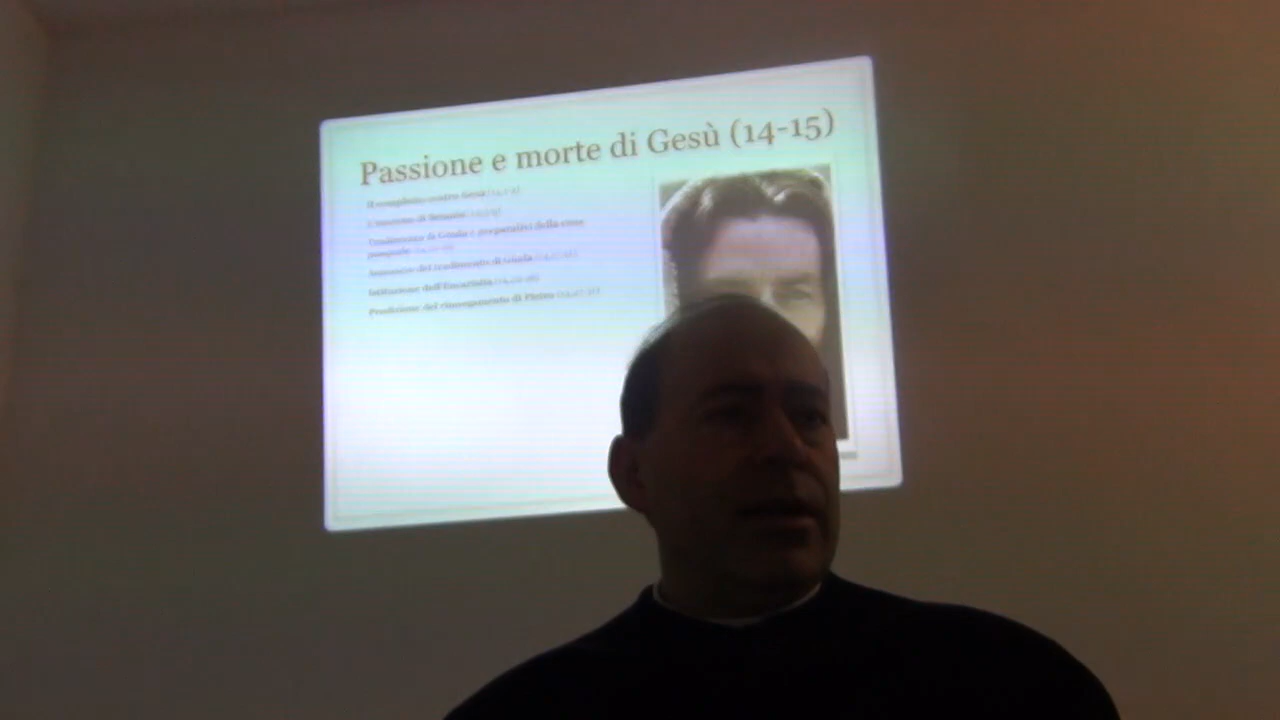 Passione e morte di Gesù (14-15)
Il complotto contro Gesù
L'unzione di
Tradimento di Giuda e preparativi della cena
pasquale
Annuncio del tradimento di Giuda
Istituzione dell'Eucaristia
Predizione del rinnegamento di Pietro